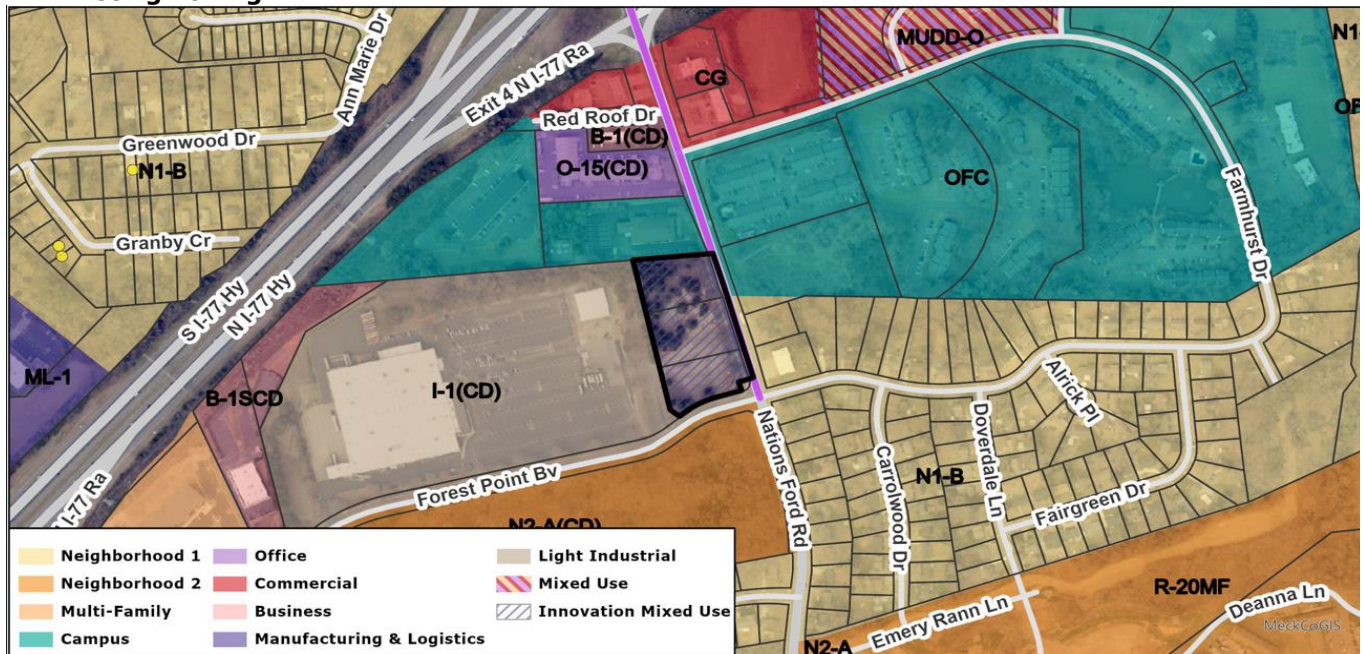 Ann Marie Dr
Exit 4 N I-77 Ra
MUDD-O
N1-
CG
Red Roof Dr
B-1(CD)
Greenwood Dr
O-15(CD)
N1-B
OFC
Farmhurst Dr
Granby Cr
S I-77 Hy
N I-77 Hy
ML-1
B-1SCD
I-1(CD)
Alrick Pl
Nations Ford Rd
Carrolwood Dr
Doverdale Ln
N1-B
Fairgreen Dr
Forest Point Bv
I-77 Ra
N2-A(CD)
R-20MF
Emery Rann Ln
Deanna Ln
N2-A
MeckCoGIS
Neighborhood 1
Neighborhood 2
Multi-Family
Campus
Office
Commercial
Business
Manufacturing & Logistics
Light Industrial
Mixed Use
Innovation Mixed Use